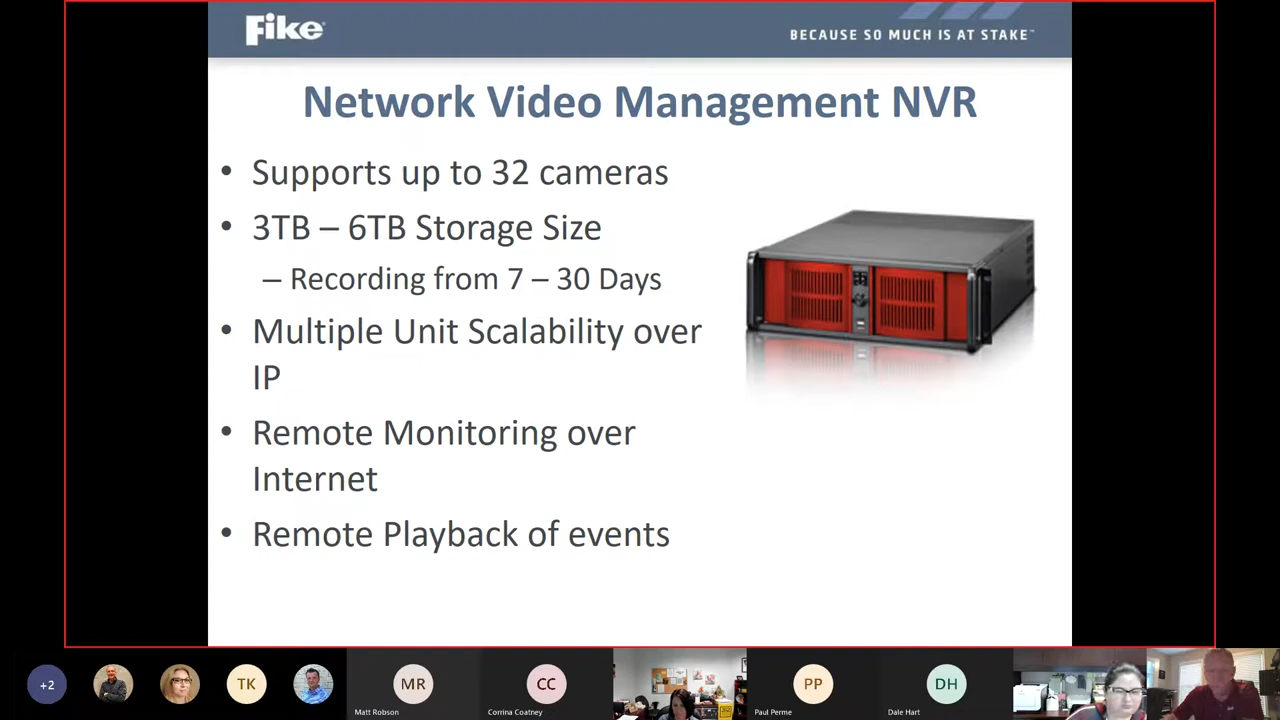 Fike
BECAUSE SO MUCH IS AT STAKE™
Network Video Management NVR
• Supports up to 32 cameras
• 3TB – 6TB Storage Size
– Recording from 7 – 30 Days
• Multiple Unit Scalability over
IP
• Remote Monitoring over
Internet
• Remote Playback of events
+2
TK
MR
CC
PP
DH
Matt Robson
Corrina Coatney
Paul Perme
Dale Hart